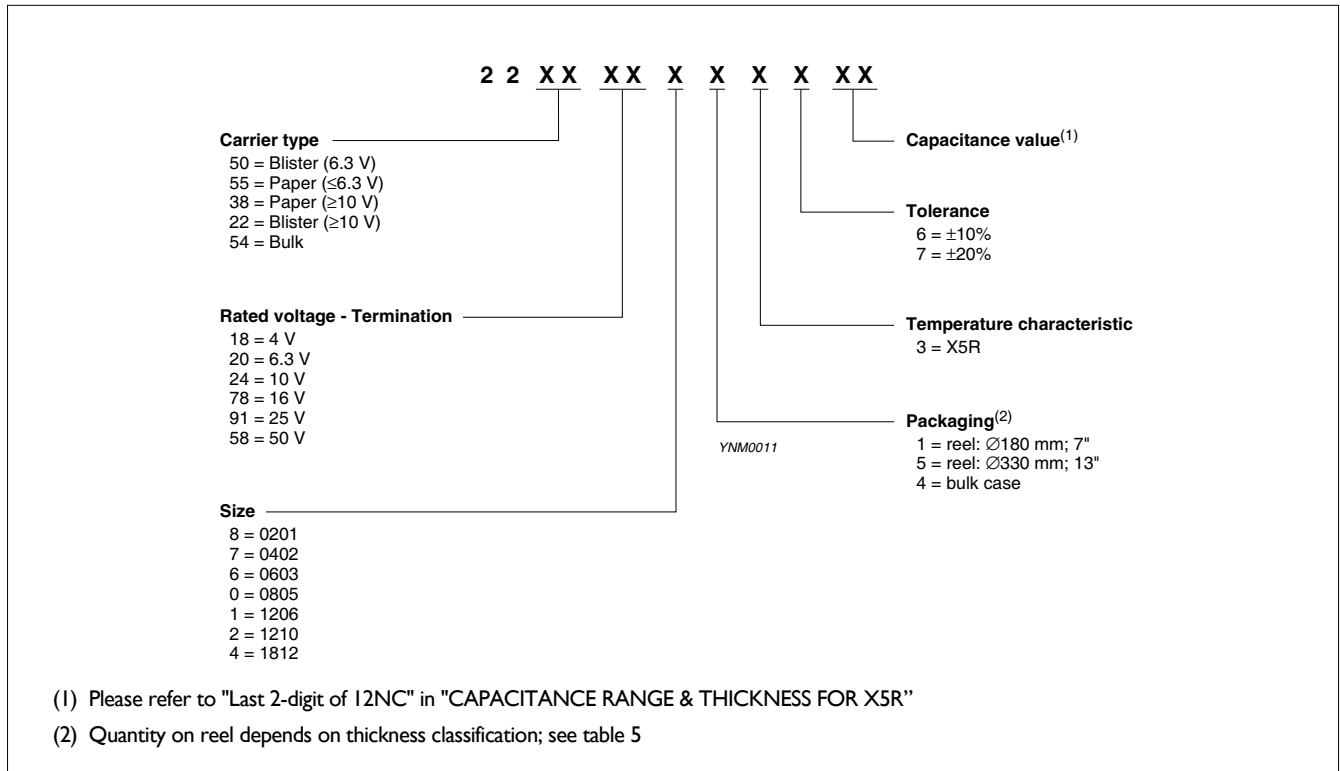 2 2 X X X X X X X X X X
Carrier type
50 = Blister (6.3 V)
55 = Paper (≤6.3 V)
38 = Paper (≥10 V)
22 = Blister (≥10 V)
54 = Bulk
Rated voltage - Termination
18 = 4 V
20 = 6.3 V
24 = 10 V
78 = 16 V
91 = 25 V
58 = 50 V
Size
8 = 0201
7 = 0402
6 = 0603
0 = 0805
1 = 1206
2 = 1210
4 = 1812
Capacitance value(1)
Tolerance
6 = ±10%
7 = ±20%
Temperature characteristic
3 = X5R
Packaging(2)
1 = reel: ∅180 mm; 7"
5 = reel: ∅330 mm; 13"
4 = bulk case
YNM0011
(1) Please refer to "Last 2-digit of 12NC" in "CAPACITANCE RANGE & THICKNESS FOR X5R”
(2) Quantity on reel depends on thickness classification; see table 5